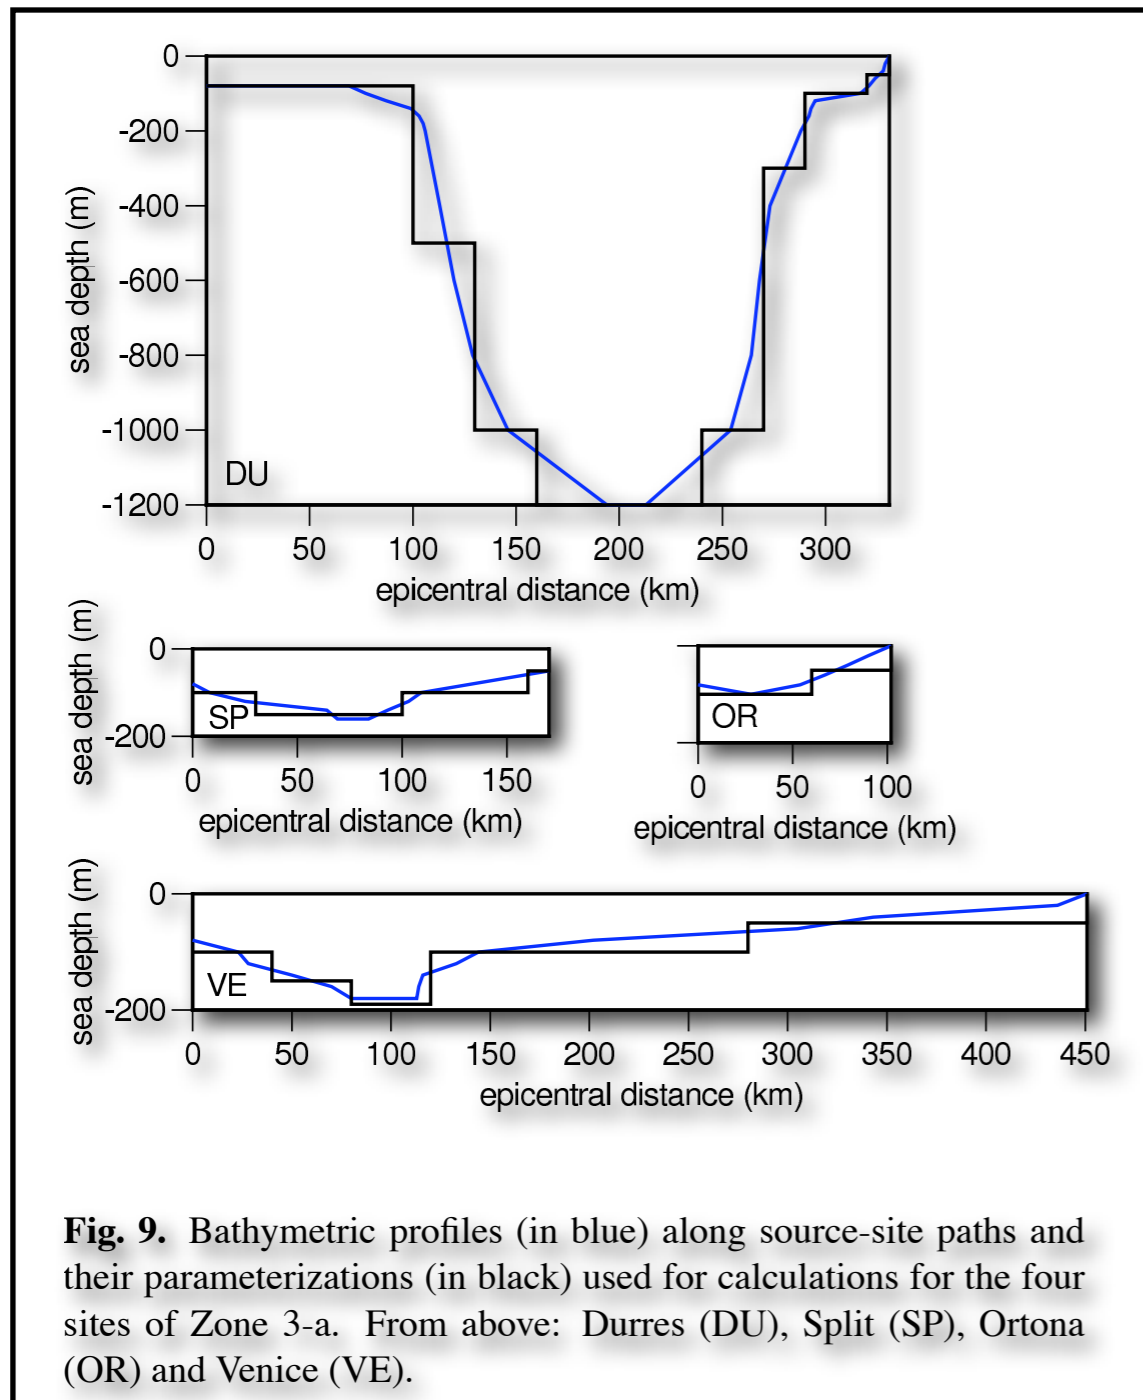 0
-200
-400
-600
-800
-1000
-1200
sea depth (m)
DU
0 50 100 150 200 250 300
epicentral distance (km)
0
-200
sea depth (m)
SP
0 50 100 150
epicentral distance (km)
OR
0 50 100
epicentral distance (km)
0
-200
sea depth (m)
VE
0 50 100 150 200 250 300 350 400 450
epicentral distance (km)
Fig. 9. Bathymetric profiles (in blue) along source-site paths and
their parameterizations (in black) used for calculations for the four
sites of Zone 3-a. From above: Durres (DU), Split (SP), Ortona
(OR) and Venice (VE).